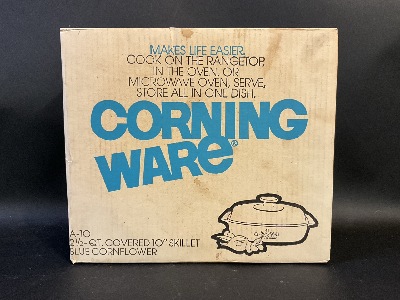 MAKES LIFE EASIER.
COOK ON THE RANGETOP,
IN THE OVEN, OR
MICROWAVE OVEN, SERVE,
STORE ALL IN ONE DISH.
CORNING
WARE®
A-10
2½-QT. COVERED 10" SKILLET
BLUE CORNFLOWER